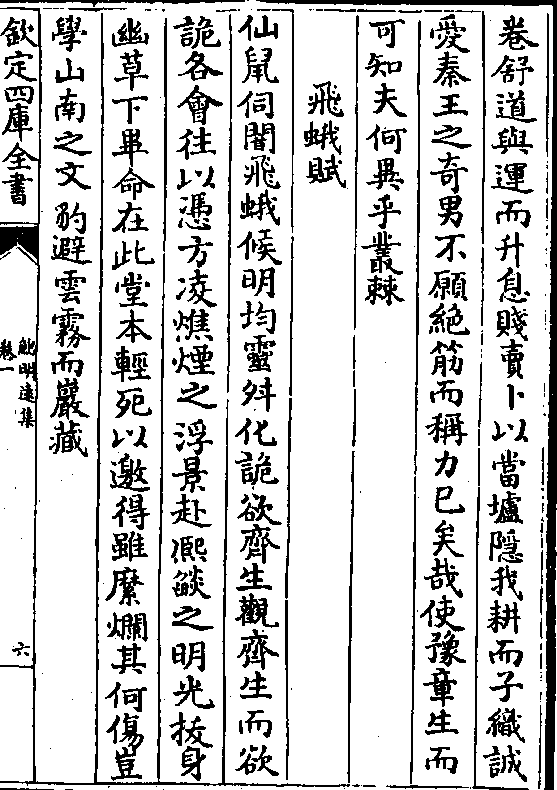 卷舒道與運而升息賤賣卜以當壚隱我耕而子織誠
愛秦王之奇男不願絶筋而稱力已矣哉使豫章生而
可知夫何異乎叢棘
飛蛾賦
仙鼠伺闇飛蛾候明均靈舛化詭欲齊生觀齊生而欲
詭各會住以憑方凌燋煙之浮景赴熈燄之明光拔身
幽草下畢命在此堂本輕死以邀得雖糜爛其何傷豈
學山南之文豹避雲霧而巖藏
欽定四庫全書
鮑明遠集
卷一
六